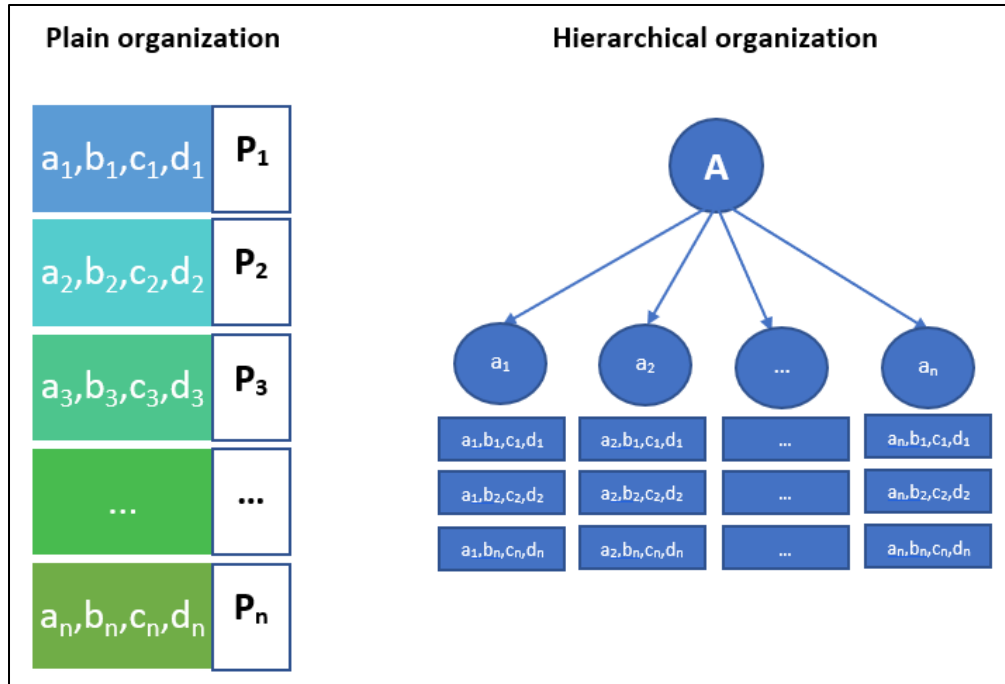 Plain organization
a₁,b₁,c₁,d₁ P₁
a₂,b₂,c₂,d₂ P₂
a₃,b₃,c₃,d₃ P₃
... ...
aₙ,bₙ,cₙ,dₙ Pₙ
Hierarchical organization
A
a₁ a₂ ... aₙ
a₁,b₁,c₁,d₁ a₂,b₁,c₁,d₁ ... aₙ,b₁,c₁,d₁
a₁,b₂,c₂,d₂ a₂,b₂,c₂,d₂ ... aₙ,b₂,c₂,d₂
a₁,bₙ,cₙ,dₙ a₂,bₙ,cₙ,dₙ ... aₙ,bₙ,cₙ,dₙ